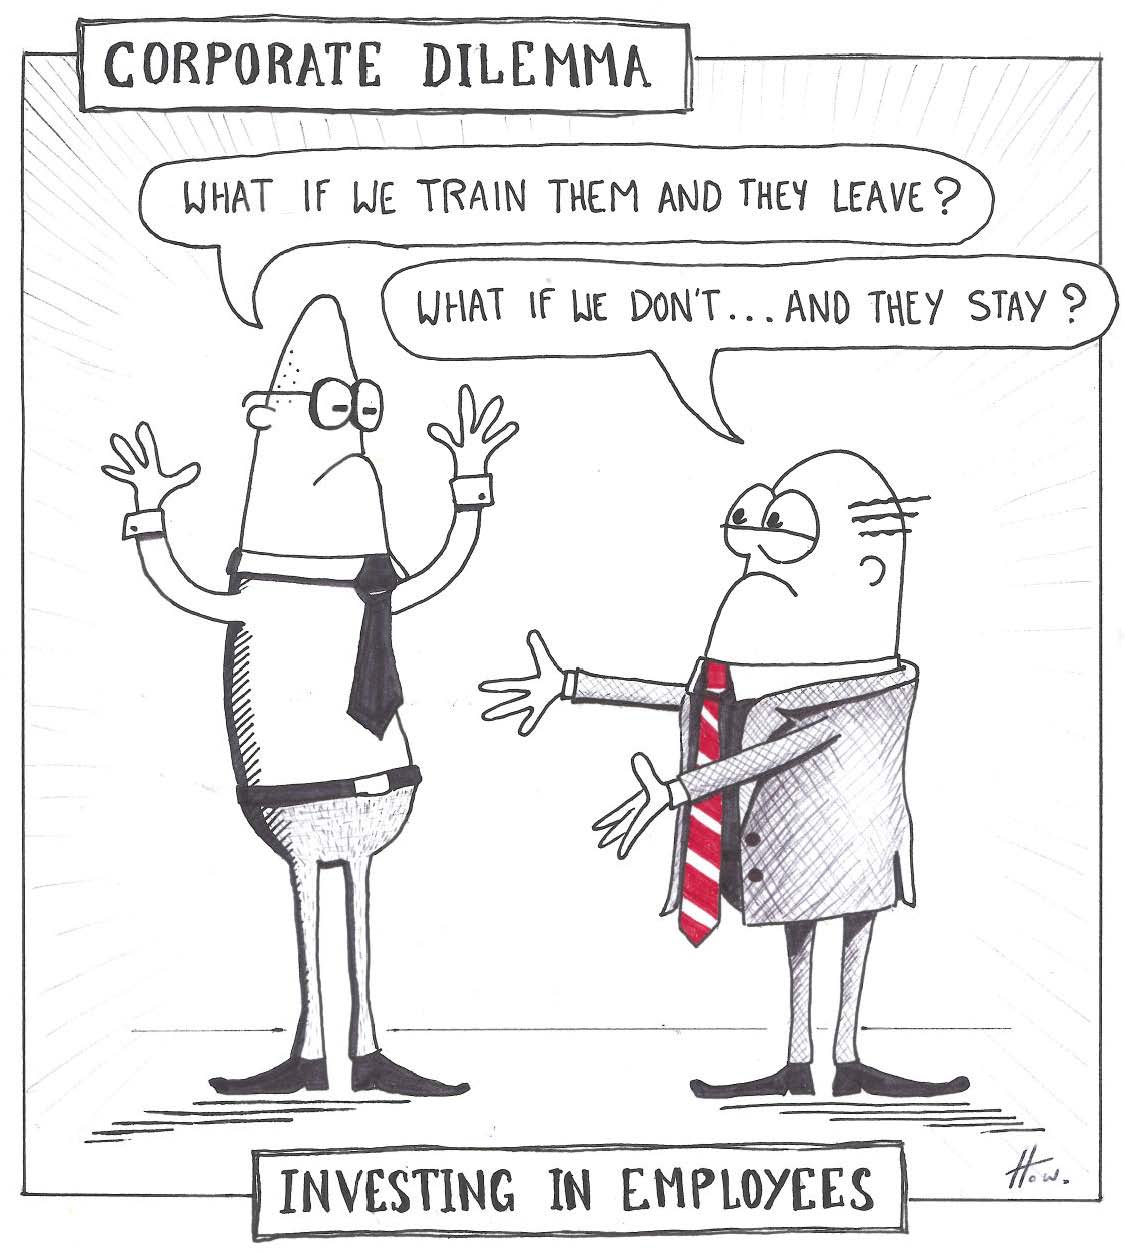 CORPORATE DILEMMA
WHAT IF WE TRAIN THEM AND THEY LEAVE?
WHAT IF WE DON'T...AND THEY STAY?
INVESTING IN EMPLOYEES
How.